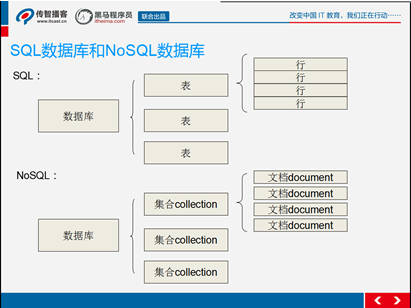 传智播客
www.itcast.cn
黑马程序员
itheima.com
联合出品
改变中国 IT 教育，我们正在行动……
SQL数据库和NoSQL数据库
SQL：
数据库
表
表
表
行
行
行
行
NoSQL：
数据库
集合collection
集合collection
集合collection
文档document
文档document
文档document
文档document